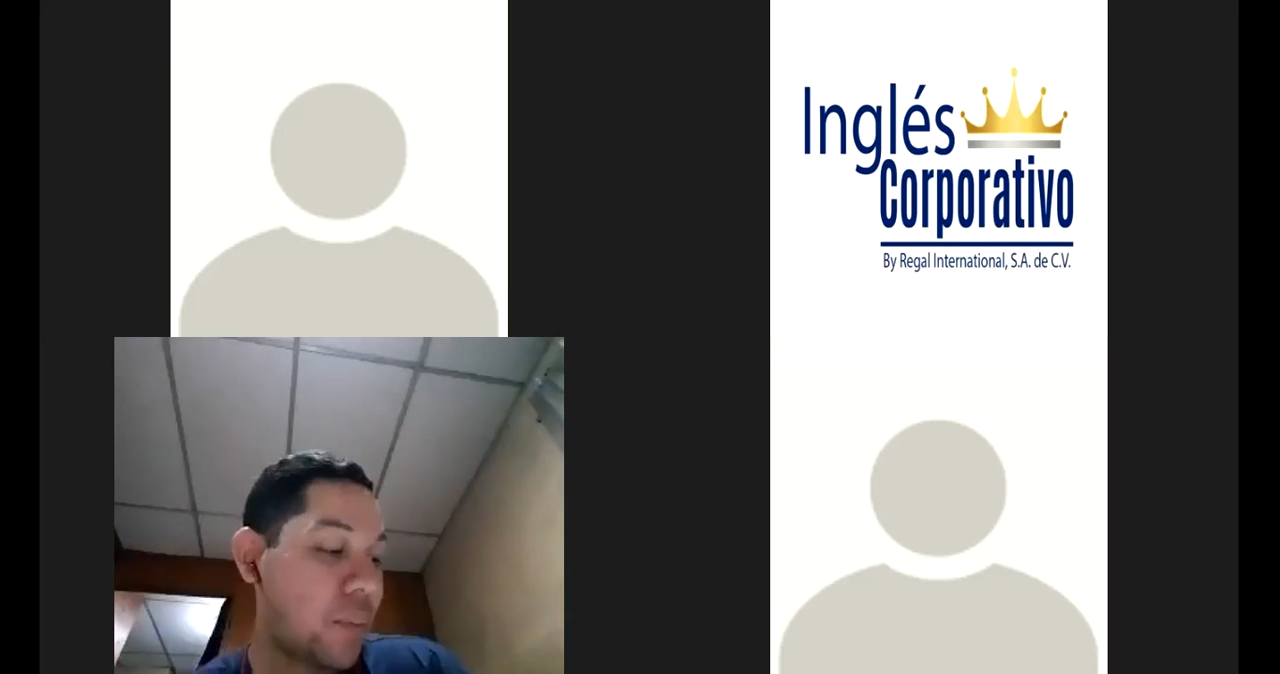 Inglés
Corporativo
By Regal International, S.A. de C.V.